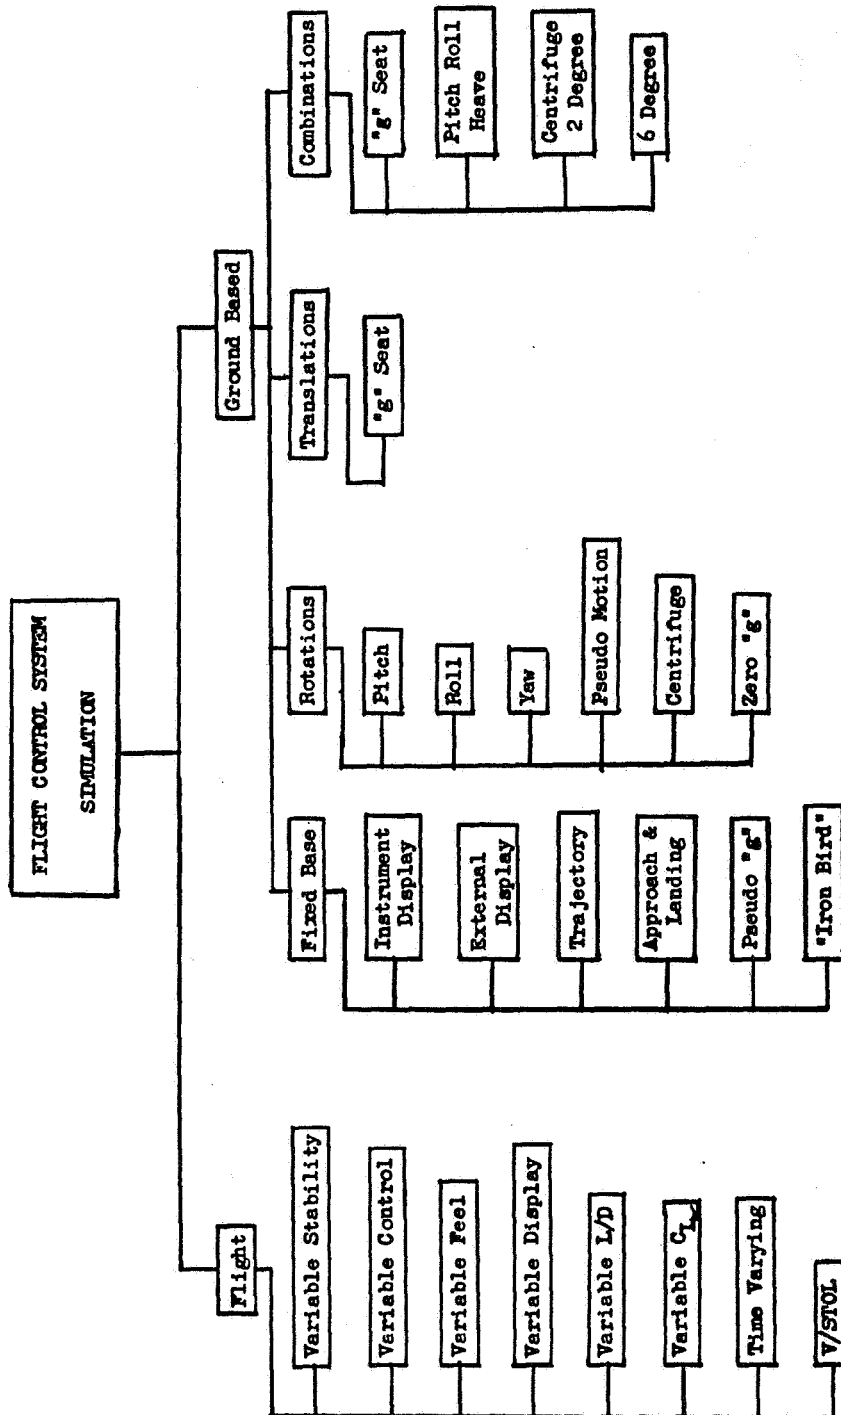 FLIGHT CONTROL SYSTEM
SIMULATION
Flight
Variable Stability
Variable Control
Variable Feel
Variable Display
Variable L/D
Variable C_L
Time Varying
V/STOL
Ground Based
Fixed Base
Instrument
Display
External
Display
Trajectory
Approach &
Landing
Pseudo "g"
"Iron Bird"
Rotations
Pitch
Roll
Yaw
Pseudo Motion
Centrifuge
Zero "g"
Translations
"g" Seat
Combinations
"g" Seat
Pitch Roll
Heave
Centrifuge
2 Degree
6 Degree